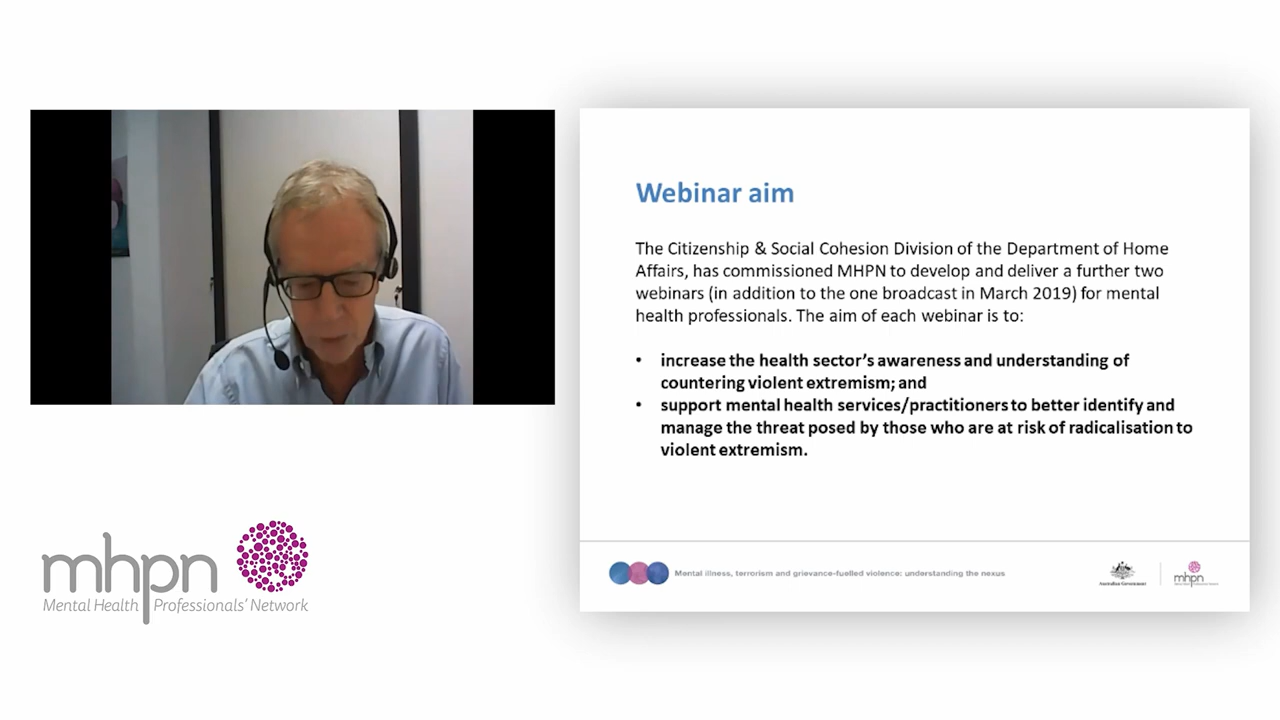 Webinar aim
The Citizenship & Social Cohesion Division of the Department of Home
Affairs, has commissioned MHPN to develop and deliver a further two
webinars (in addition to the one broadcast in March 2019) for mental
health professionals. The aim of each webinar is to:
• increase the health sector's awareness and understanding of
countering violent extremism; and
• support mental health services/practitioners to better identify and
manage the threat posed by those who are at risk of radicalisation to
violent extremism.
mhpn
Mental Health Professionals' Network
Mental illness, terrorism and grievance-fuelled violence: understanding the nexus
Australian Government
mhpn